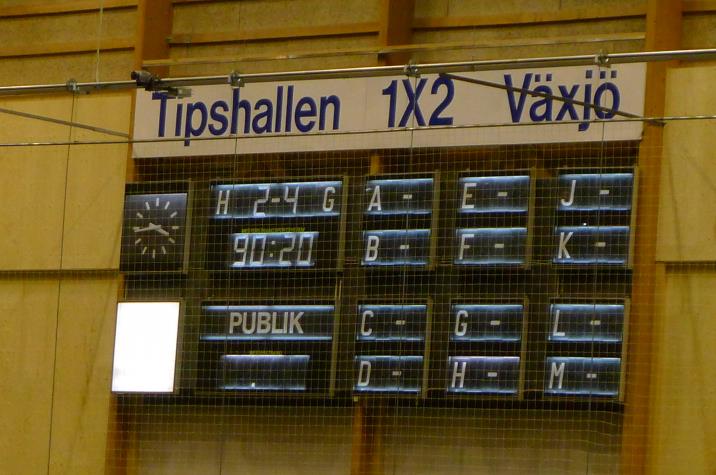 Tipshallen 1X2 Växjö
H 2-4 G A - E - J -
90:20 B - F - K -
PUBLIK C - G - L -
D - H - M -